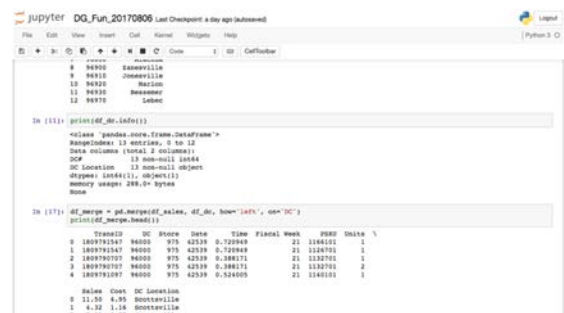 jupyter DG_Fun_20170806 Last Checkpoint: a day ago (autosaved)
Logout
File Edit View Insert Cell Kernel Widgets Help
Python 3
Code CellToolbar
8 96900 Zanesville
9 96910 Jonesville
10 96920 Marion
11 96930 Bessemer
12 96970 Lebec
In [11]: print(df_dc.info())
<class 'pandas.core.frame.DataFrame'>
RangeIndex: 13 entries, 0 to 12
Data columns (total 2 columns):
DC# 13 non-null int64
DC Location 13 non-null object
dtypes: int64(1), object(1)
memory usage: 288.0+ bytes
None
In [17]: df_merge = pd.merge(df_sales, df_dc, how='left', on='DC')
print(df_merge.head())
TransID DC Store Date Time Fiscal Week PSKU Units \
0 1809791547 96000 975 42539 0.720949 21 1166101 1
1 1809791547 96000 975 42539 0.720949 21 1126701 1
2 1809790707 96000 975 42539 0.388171 21 1132701 1
3 1809790707 96000 975 42539 0.388171 21 1132701 2
4 1809791097 96000 975 42539 0.524005 21 1140101 1
Sales Cost DC Location
0 11.50 4.95 Scottsville
1 4.32 1.16 Scottsville